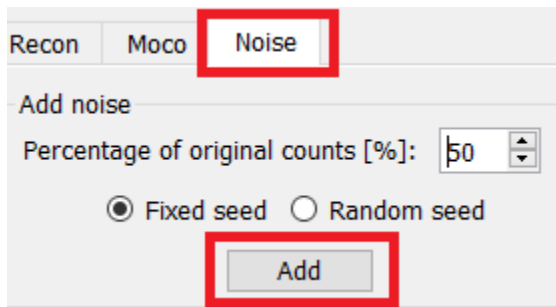 Recon Moco Noise
Add noise
Percentage of original counts [%]: 50
Fixed seed Random seed
Add